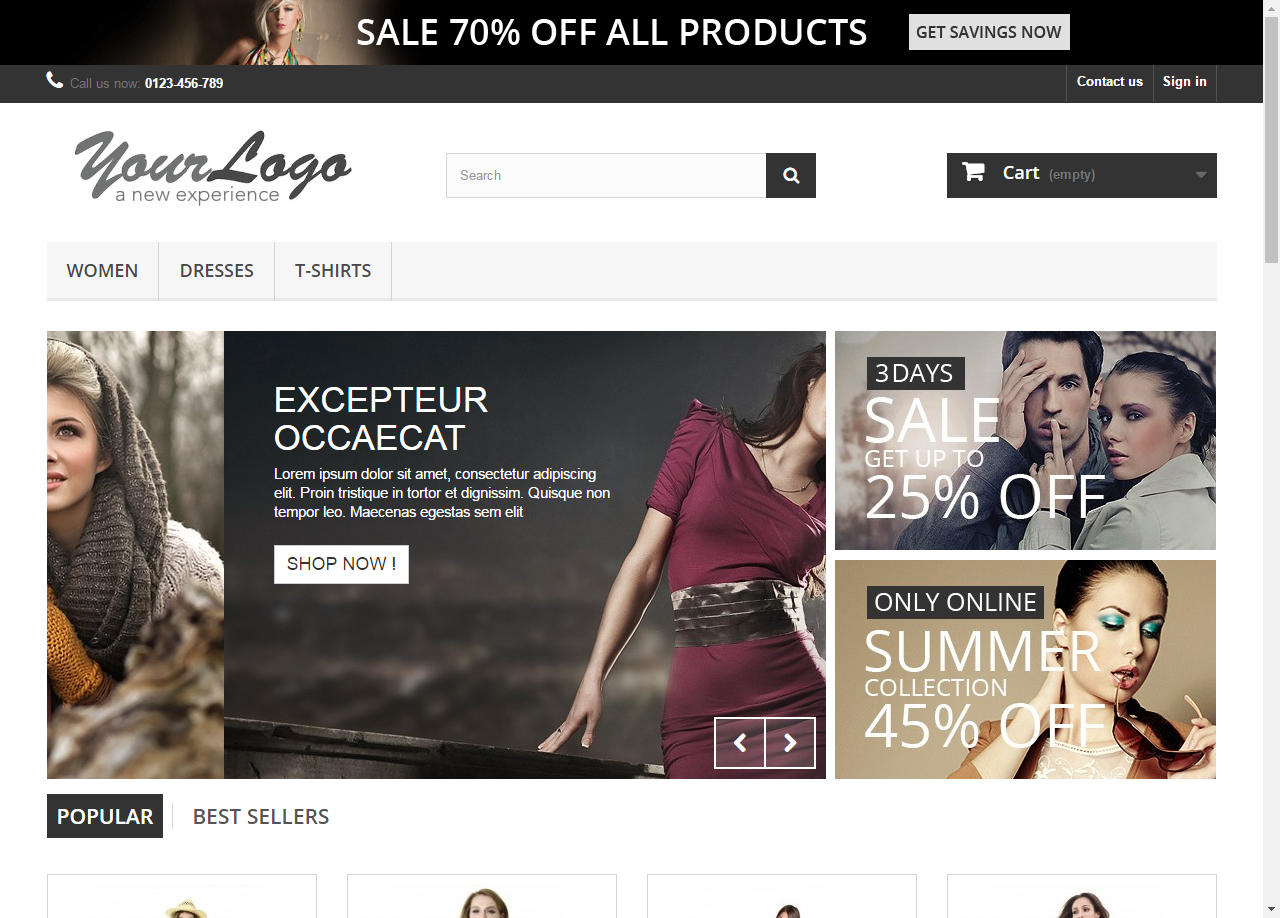 SALE 70% OFF ALL PRODUCTS
GET SAVINGS NOW
Call us now: 0123-456-789
Contact us
Sign in
YourLogo
a new experience
Search
Cart (empty)
WOMEN
DRESSES
T-SHIRTS
EXCEPTEUR
OCCAECAT
Lorem ipsum dolor sit amet, consectetur adipiscing
elit. Proin tristique in tortor et dignissim. Quisque non
tempor leo. Maecenas egestas sem elit
SHOP NOW !
3 DAYS
SALE
GET UP TO
25% OFF
ONLY ONLINE
SUMMER
COLLECTION
45% OFF
POPULAR
BEST SELLERS